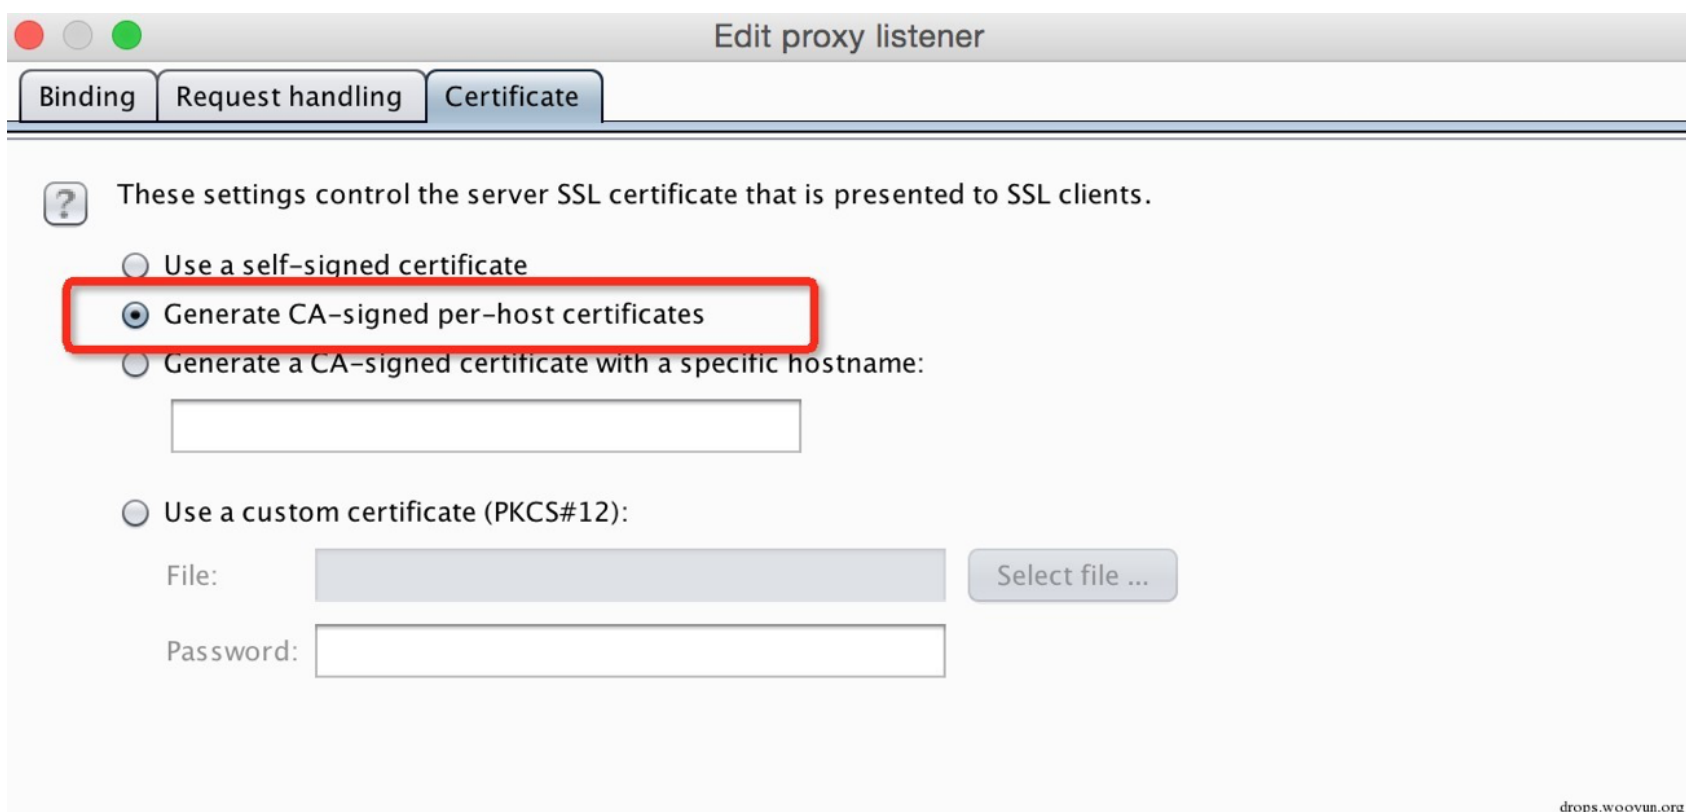 Edit proxy listener
Binding Request handling Certificate
? These settings control the server SSL certificate that is presented to SSL clients.
Use a self-signed certificate
Generate CA-signed per-host certificates
Generate a CA-signed certificate with a specific hostname:
Use a custom certificate (PKCS#12):
File: Select file ...
Password:
drops.wooyun.org